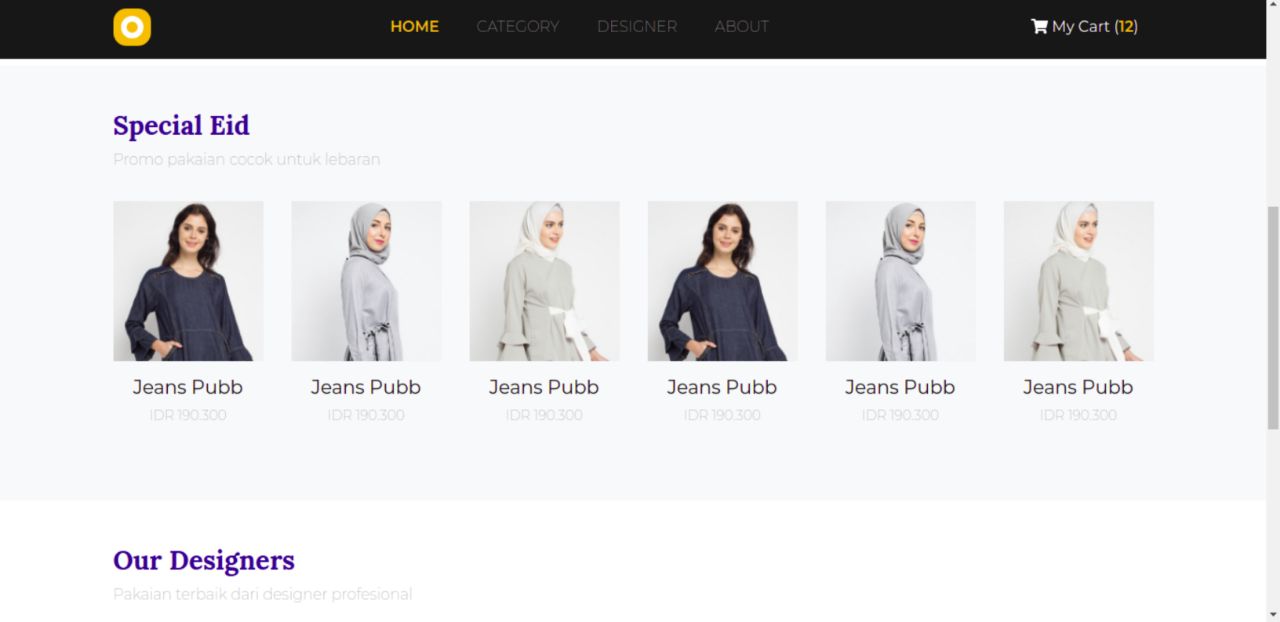 HOME CATEGORY DESIGNER ABOUT My Cart (12)
Special Eid
Promo pakaian cocok untuk lebaran
Jeans Pubb Jeans Pubb Jeans Pubb Jeans Pubb Jeans Pubb Jeans Pubb
IDR 190.300 IDR 190.300 IDR 190.300 IDR 190.300 IDR 190.300 IDR 190.300
Our Designers
Pakaian terbaik dari designer profesional